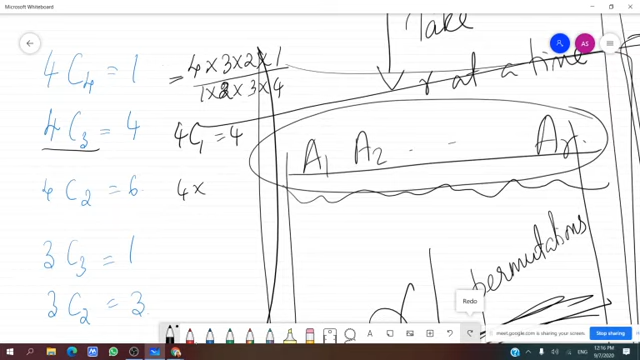 Microsoft Whiteboard
Take
r at a time
4C4 = 1 = 4 × 3 × 2 × 1
1 × 2 × 3 × 4
4C3 = 4 4C1 = 4
A1 A2 . . - Ar.
4C2 = 6 4 ×
permutations
3C3 = 1
3C2 = 3
Redo
AS
meet.google.com is sharing your screen.
Stop sharing
ENG
12:16 PM
9/7/2020